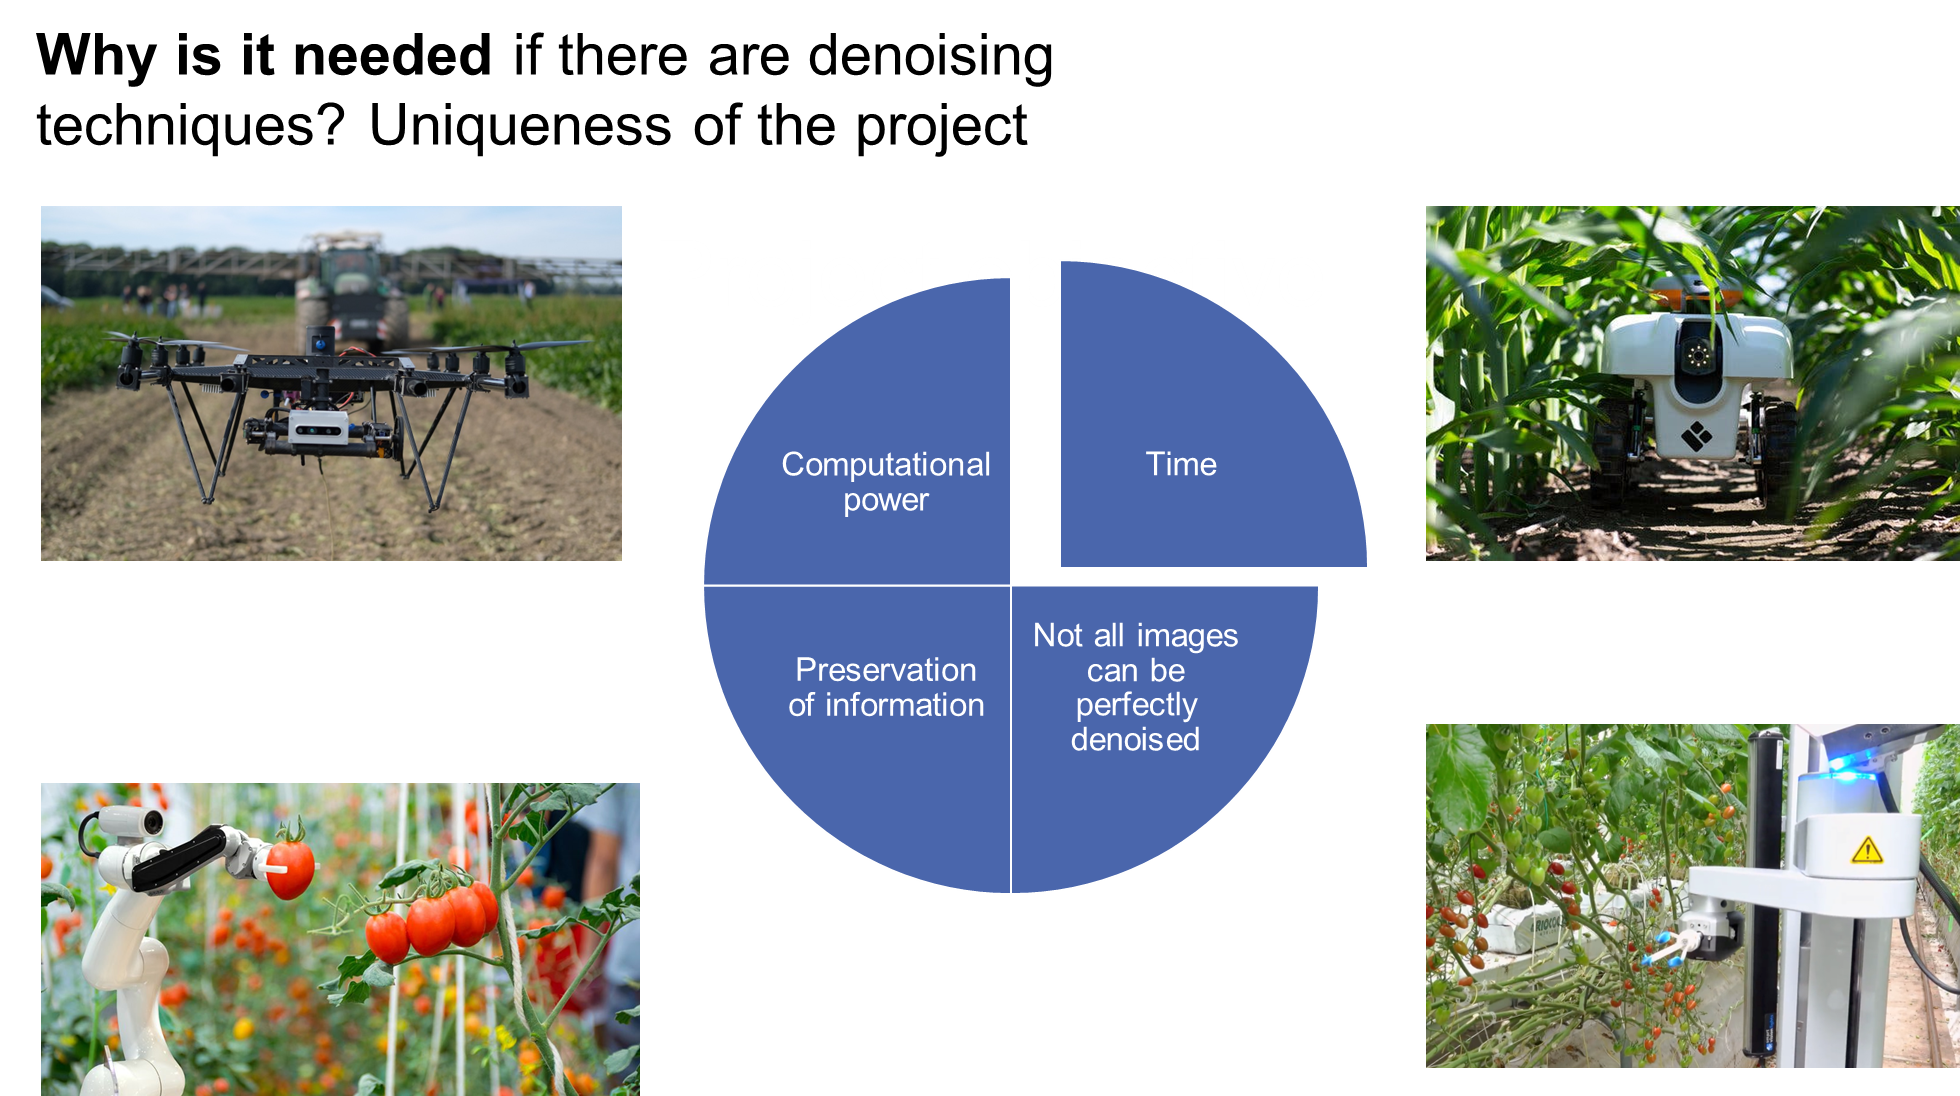 Why is it needed if there are denoising
techniques? Uniqueness of the project
Computational
power
Time
Preservation
of information
Not all images
can be
perfectly
denoised